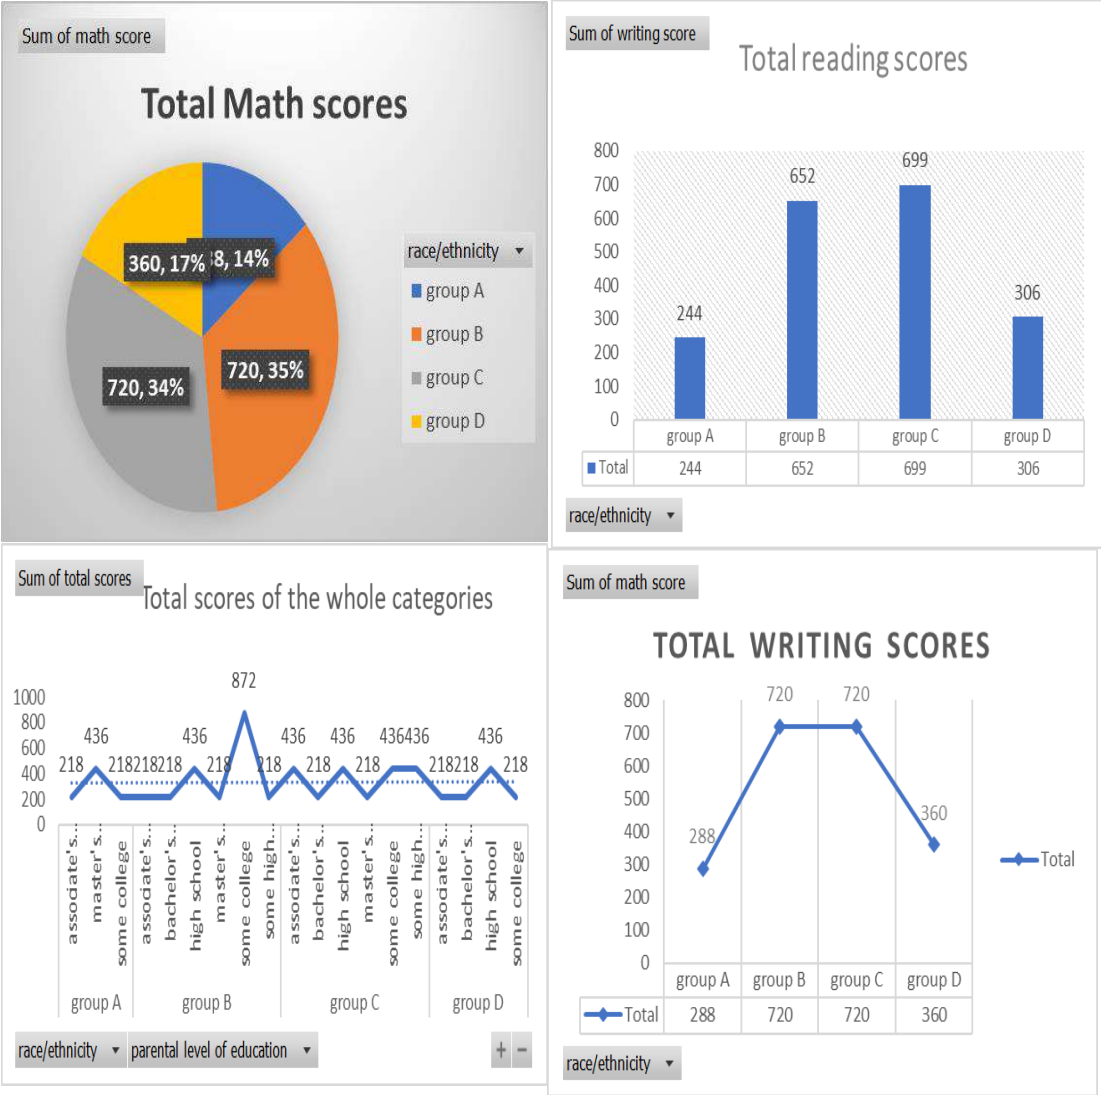 Sum of math score
Total Math scores
360, 17%
8, 14%
720, 35%
720, 34%
race/ethnicity
group A
group B
group C
group D
Sum of writing score
Total reading scores
800
700
600
500
400
300
200
100
0
244
652
699
306
group A group B group C group D
Total 244 652 699 306
race/ethnicity
Sum of total scores
Total scores of the whole categories
1000
800
600
400
200
0
218 436 218 218 218 436 218 872 218 436 218 436 218 436 436 218 218 436 218
associate's...
master's...
some college
associate's...
bachelor's...
high school
master's...
some college
some high...
associate's...
bachelor's...
high school
master's...
some college
some high...
associate's...
bachelor's...
high school
some college
group A group B group C group D
race/ethnicity parental level of education + −
Sum of math score
TOTAL WRITING SCORES
800
700
600
500
400
300
200
100
0
288
720
720
360
Total
group A group B group C group D
Total 288 720 720 360
race/ethnicity